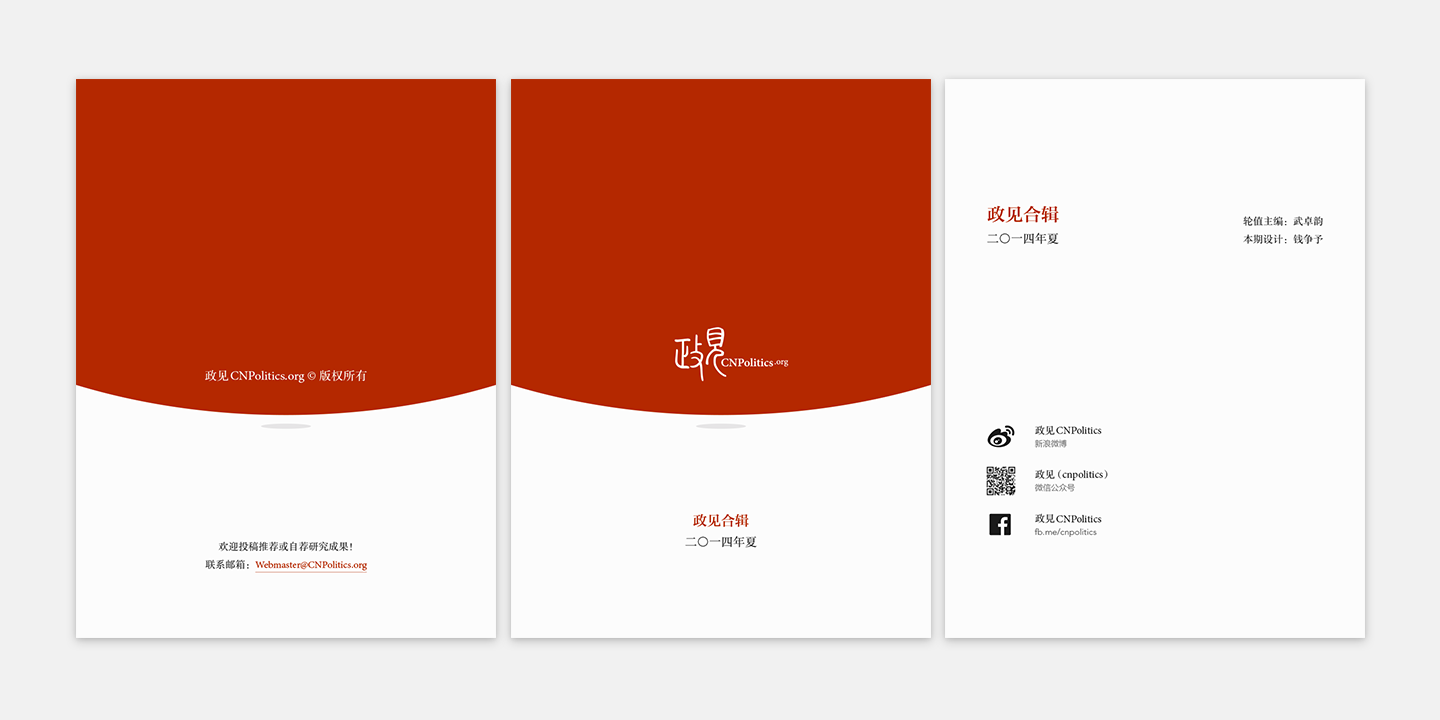 政见 CNPolitics.org © 版权所有
欢迎投稿推荐或自荐研究成果!
联系邮箱：Webmaster@CNPolitics.org
政見 CNPolitics.org
政见合辑
二〇一四年夏
政见合辑
二〇一四年夏
轮值主编：武卓韵
本期设计：钱争予
政见 CNPolitics
新浪微博
政见（cnpolitics）
微信公众号
政见 CNPolitics
fb.me/cnpolitics